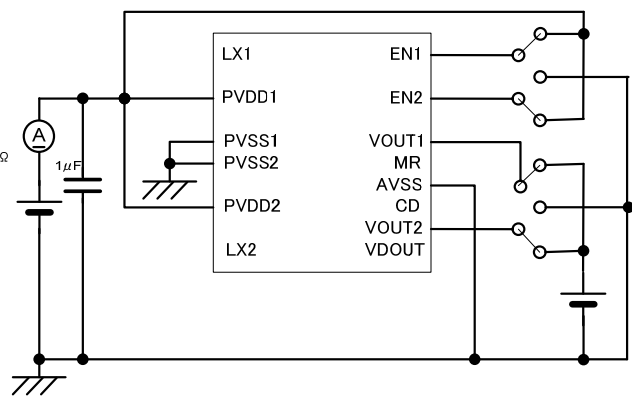 LX1
EN1
PVDD1
EN2
A
Ω
1μF
PVSS1
VOUT1
PVSS2
MR
AVSS
PVDD2
CD
VOUT2
LX2
VDOUT